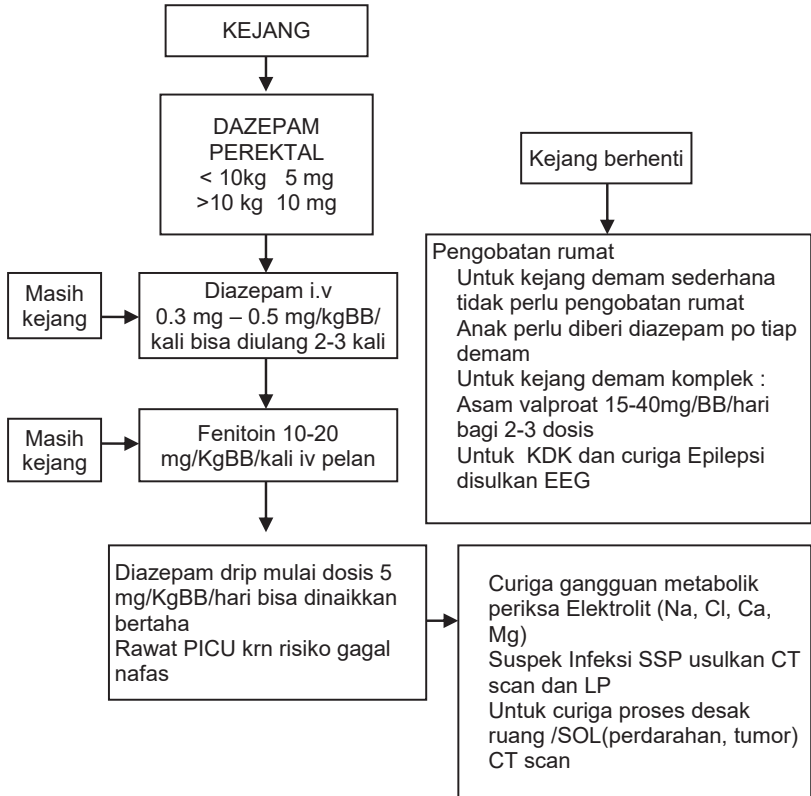 KEJANG
DAZEPAM
PEREKTAL
< 10kg 5 mg
>10 kg 10 mg
Masih
kejang
Diazepam i.v
0.3 mg – 0.5 mg/kgBB/
kali bisa diulang 2-3 kali
Masih
kejang
Fenitoin 10-20
mg/KgBB/kali iv pelan
Diazepam drip mulai dosis 5
mg/KgBB/hari bisa dinaikkan
bertaha
Rawat PICU krn risiko gagal
nafas
Kejang berhenti
Pengobatan rumat
Untuk kejang demam sederhana
tidak perlu pengobatan rumat
Anak perlu diberi diazepam po tiap
demam
Untuk kejang demam komplek :
Asam valproat 15-40mg/BB/hari
bagi 2-3 dosis
Untuk KDK dan curiga Epilepsi
disulkan EEG
Curiga gangguan metabolik
periksa Elektrolit (Na, Cl, Ca,
Mg)
Suspek Infeksi SSP usulkan CT
scan dan LP
Untuk curiga proses desak
ruang /SOL(perdarahan, tumor)
CT scan